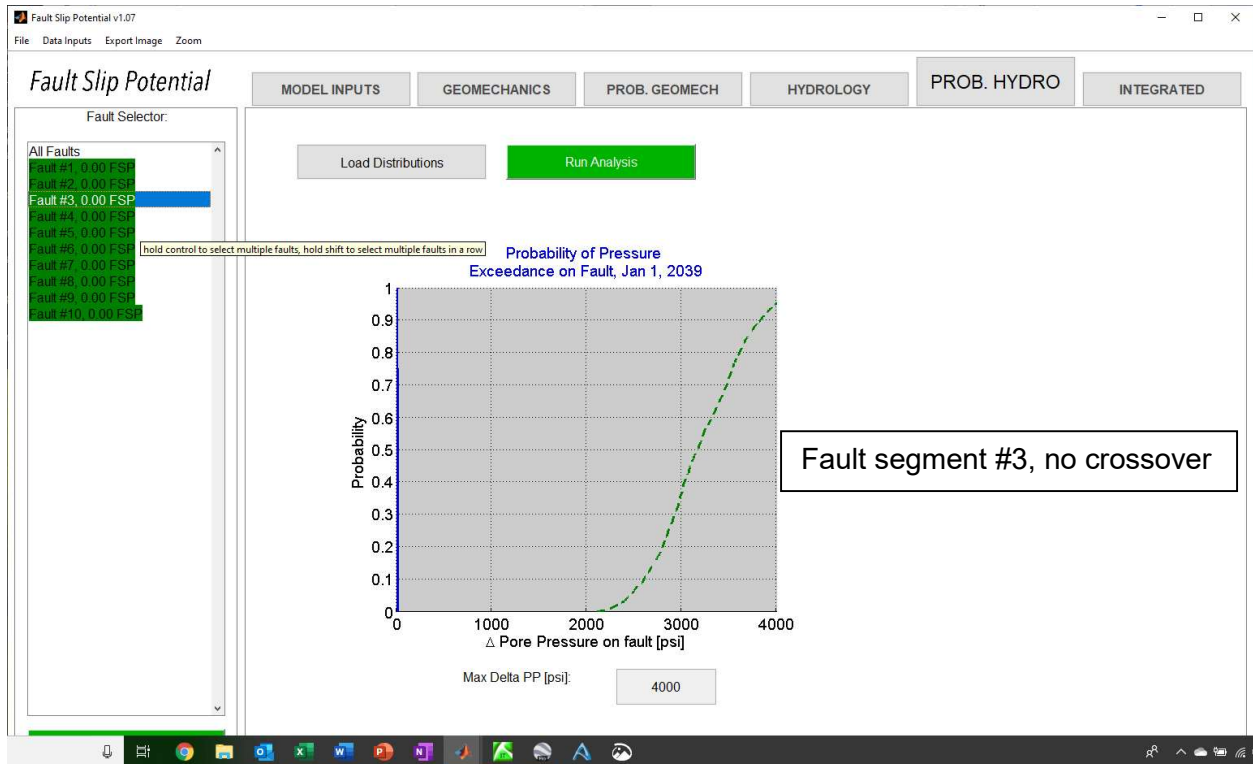 Fault Slip Potential v1.07
File Data Inputs Export Image Zoom
Fault Slip Potential
MODEL INPUTS
GEOMECHANICS
PROB. GEOMECH
HYDROLOGY
PROB. HYDRO
INTEGRATED
Fault Selector:
All Faults
Fault #1, 0.00 FSP
Fault #2, 0.00 FSP
Fault #3, 0.00 FSP
Fault #4, 0.00 FSP
Fault #5, 0.00 FSP
Fault #6, 0.00 FSP
Fault #7, 0.00 FSP
Fault #8, 0.00 FSP
Fault #9, 0.00 FSP
Fault #10, 0.00 FSP
hold control to select multiple faults, hold shift to select multiple faults in a row
Load Distributions
Run Analysis
Probability of Pressure
Exceedance on Fault, Jan 1, 2039
1
0.9
0.8
0.7
0.6
0.5
0.4
0.3
0.2
0.1
0
Probability
0 1000 2000 3000 4000
Δ Pore Pressure on fault [psi]
Max Delta PP [psi]:
4000
Fault segment #3, no crossover